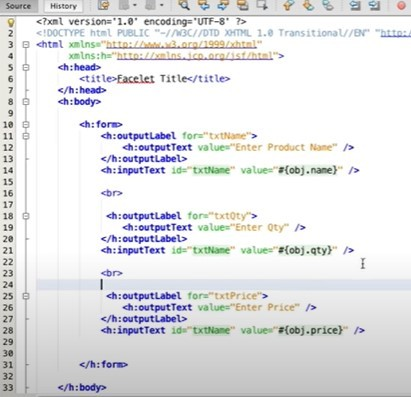 Source History
1 <?xml version='1.0' encoding='UTF-8' ?>
2 <!DOCTYPE html PUBLIC "-//W3C//DTD XHTML 1.0 Transitional//EN" "http://www.w3.
3 <html xmlns="http://www.w3.org/1999/xhtml"
4 xmlns:h="http://xmlns.jcp.org/jsf/html">
5 <h:head>
6 <title>Facelet Title</title>
7 </h:head>
8 <h:body>
9
10 <h:form>
11 <h:outputLabel for="txtName">
12 <h:outputText value="Enter Product Name" />
13 </h:outputLabel>
14 <h:inputText id="txtName" value="#{obj.name}" />
15
16 <br>
17
18 <h:outputLabel for="txtQty">
19 <h:outputText value="Enter Qty" />
20 </h:outputLabel>
21 <h:inputText id="txtName" value="#{obj.qty}" />
22
23 <br>
24
25 <h:outputLabel for="txtPrice">
26 <h:outputText value="Enter Price" />
27 </h:outputLabel>
28 <h:inputText id="txtName" value="#{obj.price}" />
29
30
31 </h:form>
32
33 </h:body>